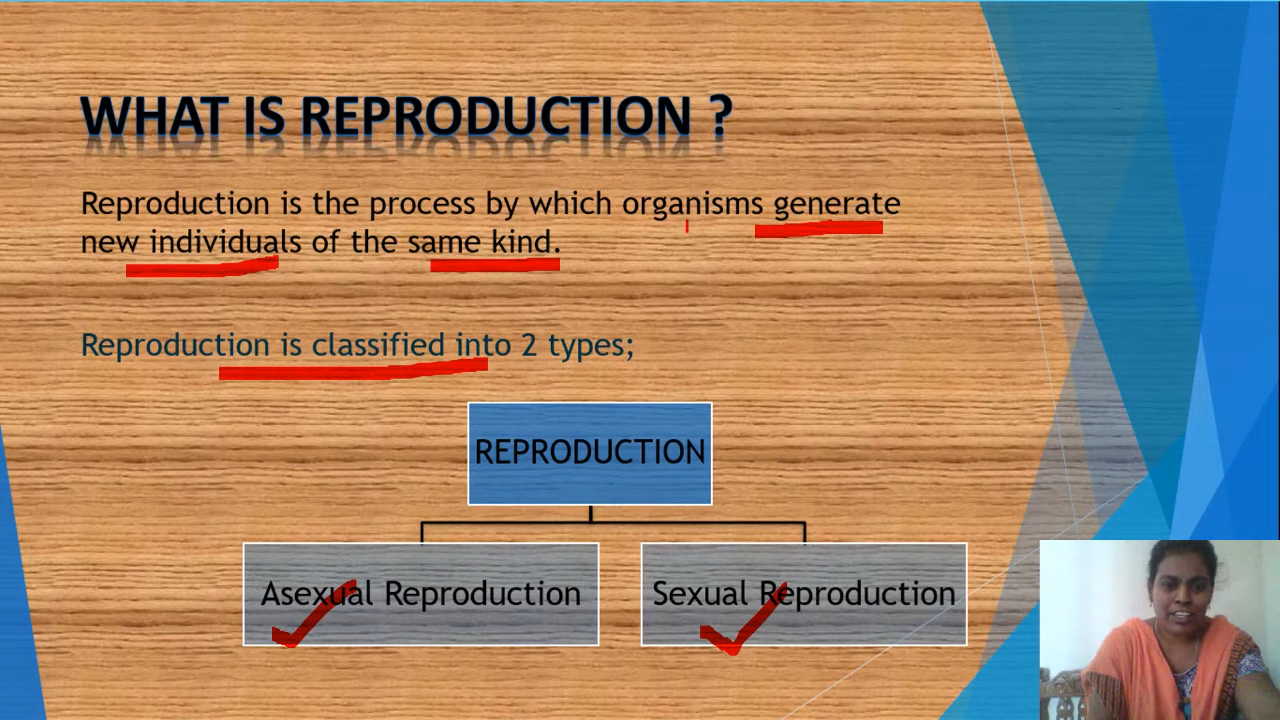 WHAT IS REPRODUCTION ?
Reproduction is the process by which organisms generate
new individuals of the same kind.
Reproduction is classified into 2 types;
REPRODUCTION
Asexual Reproduction
Sexual Reproduction